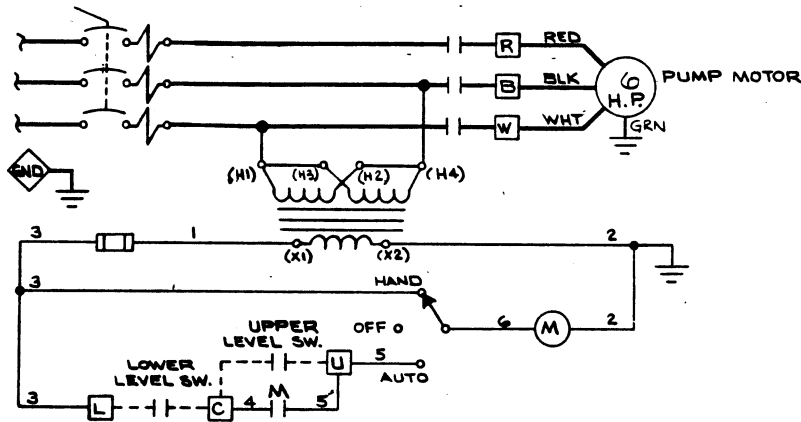 R RED
B BLK
6 H.P.
PUMP MOTOR
W WHT
GRN
GND
(H1) (H3) (H2) (H4)
3 1 2
(X1) (X2)
3 HAND
OFF
6 M 2
UPPER
LEVEL SW.
U 5
AUTO
LOWER
LEVEL SW.
3 L C 4 M 5